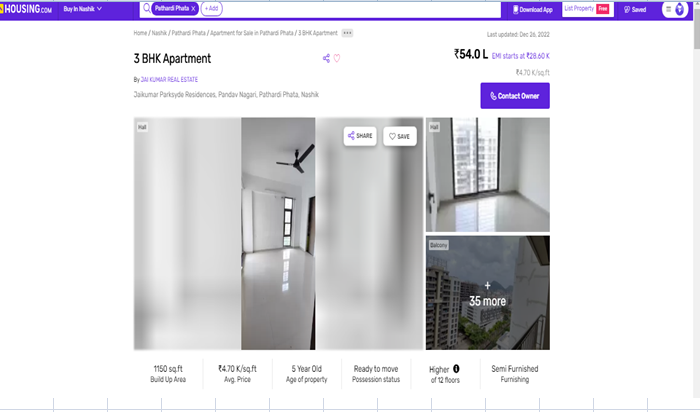 HOUSING.COM Buy In Nashik Pathardi Phata X + Add Download App List Property Free Saved
Home / Nashik / Pathardi Phata / Apartment for Sale in Pathardi Phata / 3 BHK Apartment ••• Last updated: Dec 26, 2022
3 BHK Apartment ₹54.0 L EMI starts at ₹28.60 K
₹4.70 K/sq.ft
By JAI KUMAR REAL ESTATE
Jaikumar Parksyde Residences, Pandav Nagari, Pathardi Phata, Nashik
Contact Owner
Hall SHARE SAVE Hall
Balcony
+
35 more
1150 sq.ft ₹4.70 K/sq.ft 5 Year Old Ready to move Higher Semi Furnished
Build Up Area Avg. Price Age of property Possession status of 12 floors Furnishing